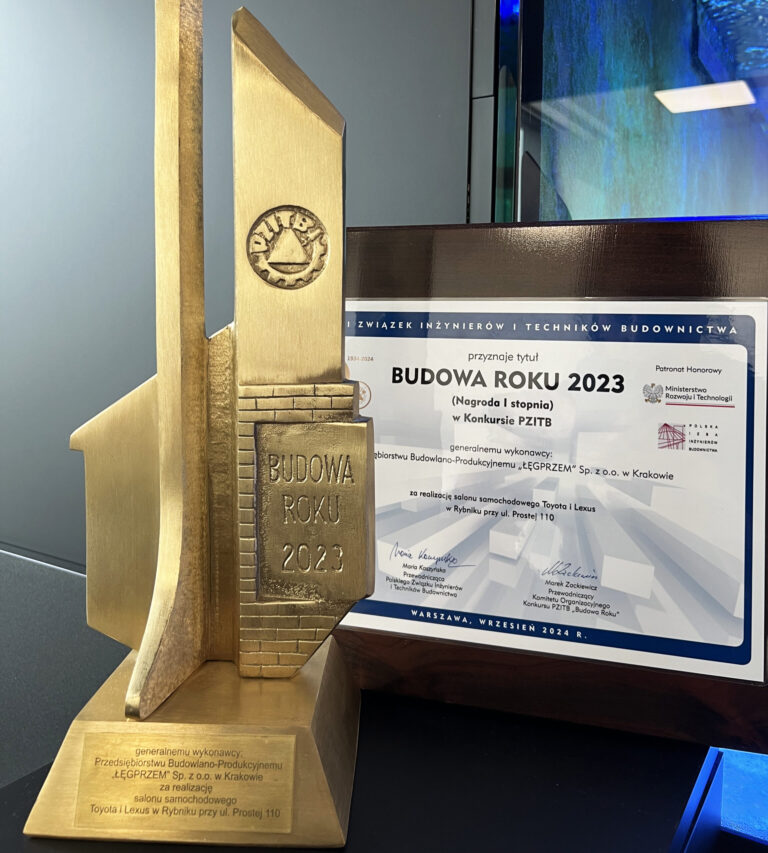 PZITB
BUDOWA
ROKU
2023
generalnemu wykonawcy:
Przedsiębiorstwu Budowlano-Produkcyjnemu
„ŁĘGPRZEM” Sp. z o.o. w Krakowie
za realizację
salonu samochodowego
Toyota i Lexus w Rybniku przy ul. Prostej 110
I ZWIĄZEK INŻYNIERÓW I TECHNIKÓW BUDOWNICTWA
1934-2024
przyznaje tytuł
BUDOWA ROKU 2023
(Nagroda I stopnia)
w Konkursie PZITB
Patronat Honorowy
Ministerstwo
Rozwoju i Technologii
POLSKA
IZBA
INŻYNIERÓW
BUDOWNICTWA
generalnemu wykonawcy:
siębiorstwu Budowlano-Produkcyjnemu „ŁĘGPRZEM” Sp. z o.o. w Krakowie
za realizację salonu samochodowego Toyota i Lexus
w Rybniku przy ul. Prostej 110
Maria Kaszyńska
Przewodnicząca
Polskiego Związku Inżynierów
i Techników Budownictwa
Marek Zackiewicz
Przewodniczący
Komitetu Organizacyjnego
Konkursu PZITB „Budowa Roku”
WARSZAWA, WRZESIEŃ 2024 R.